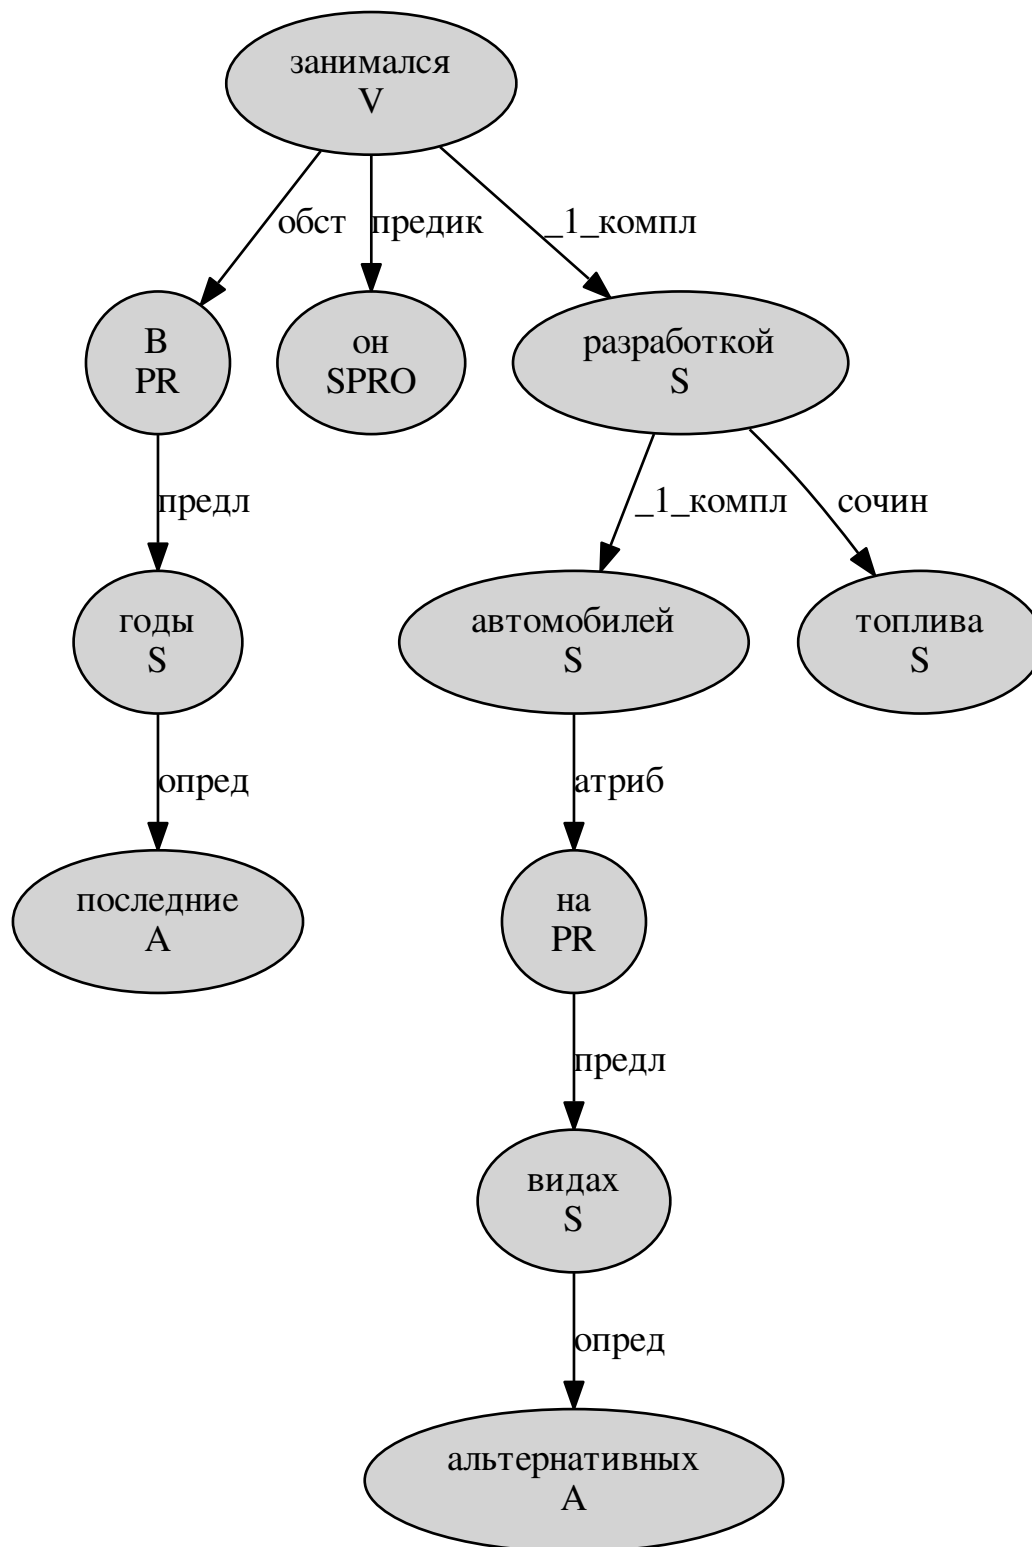 занимался
V
обст
предик
_1_компл
В
PR
он
SPRO
разработкой
S
предл
_1_компл
сочин
годы
S
автомобилей
S
топлива
S
опред
атриб
последние
A
на
PR
предл
видах
S
опред
альтернативных
A